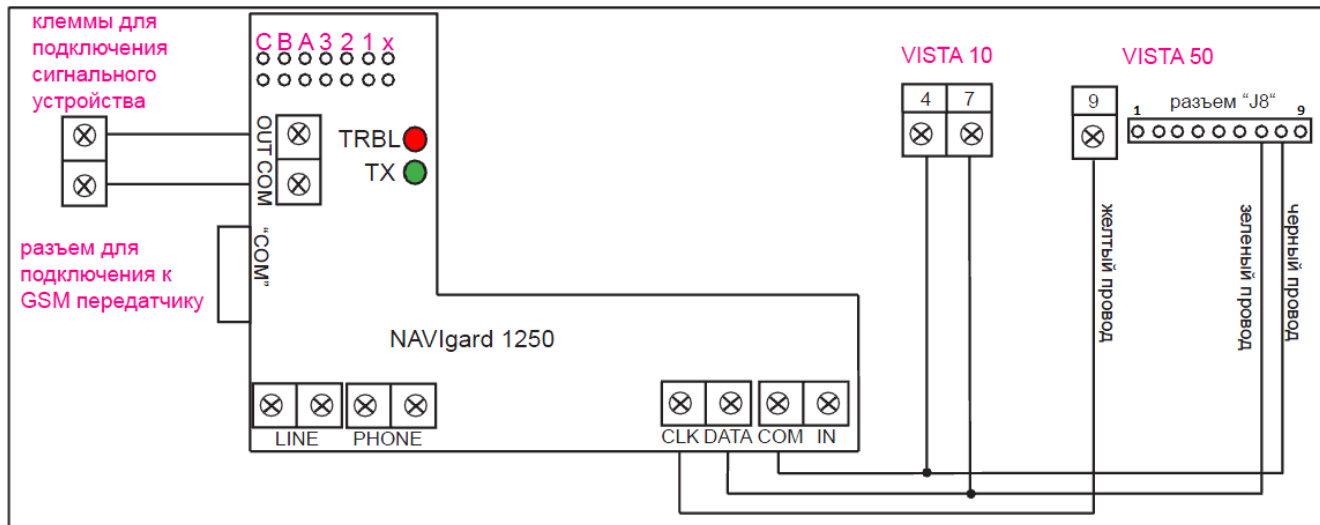 клеммы для
подключения
сигнального
устройства
C B A 3 2 1 x
OUT COM
TRBL
TX
"COM"
разъем для
подключения к
GSM передатчику
NAVIgard 1250
LINE PHONE
CLK DATA COM IN
VISTA 10
4 7
VISTA 50
9
разъем “J8“
1 9
желтый провод
зеленый провод
черный провод